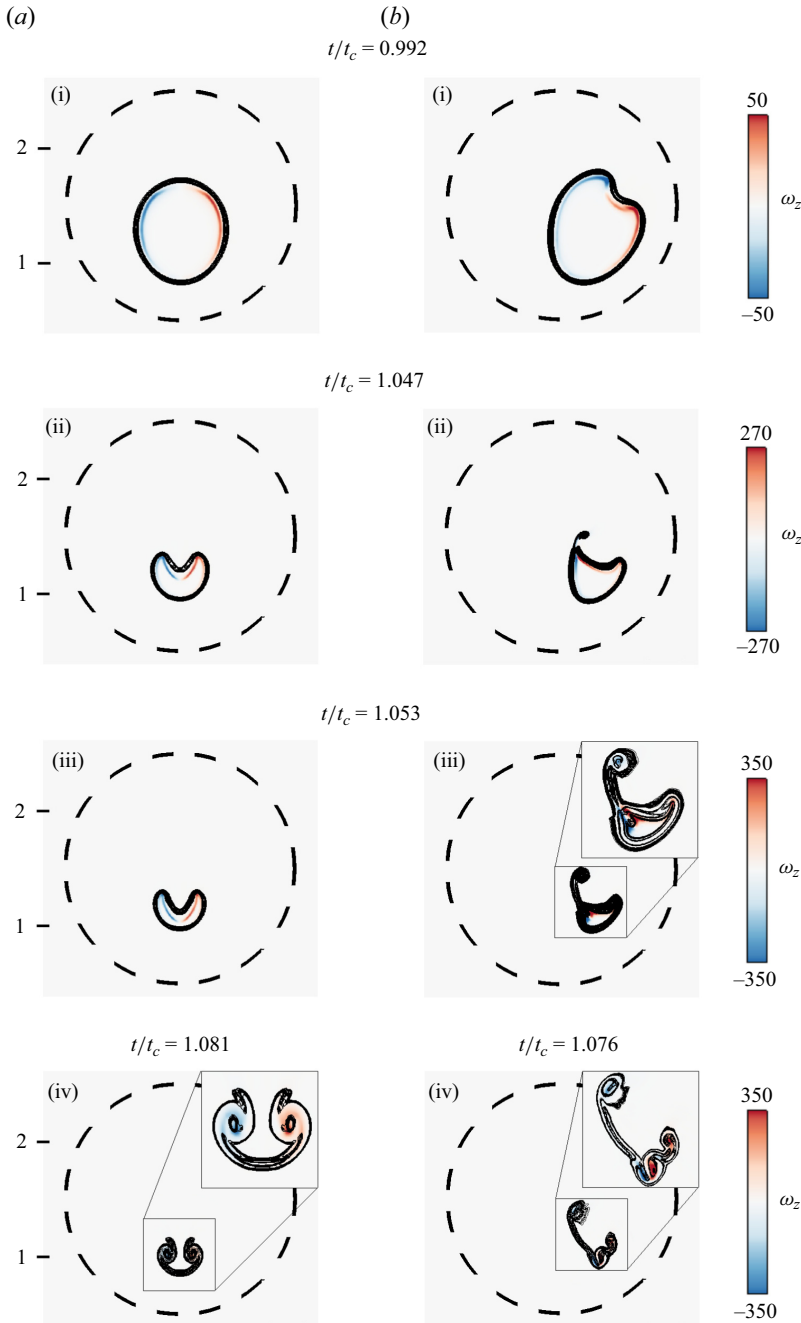 (a) (b)
t/t_c = 0.992
(i) (i)
50
2
ω_z
1
–50
t/t_c = 1.047
(ii) (ii)
270
2
ω_z
1
–270
t/t_c = 1.053
(iii) (iii)
350
2
ω_z
1
–350
t/t_c = 1.081 t/t_c = 1.076
(iv) (iv)
350
2
ω_z
1
–350